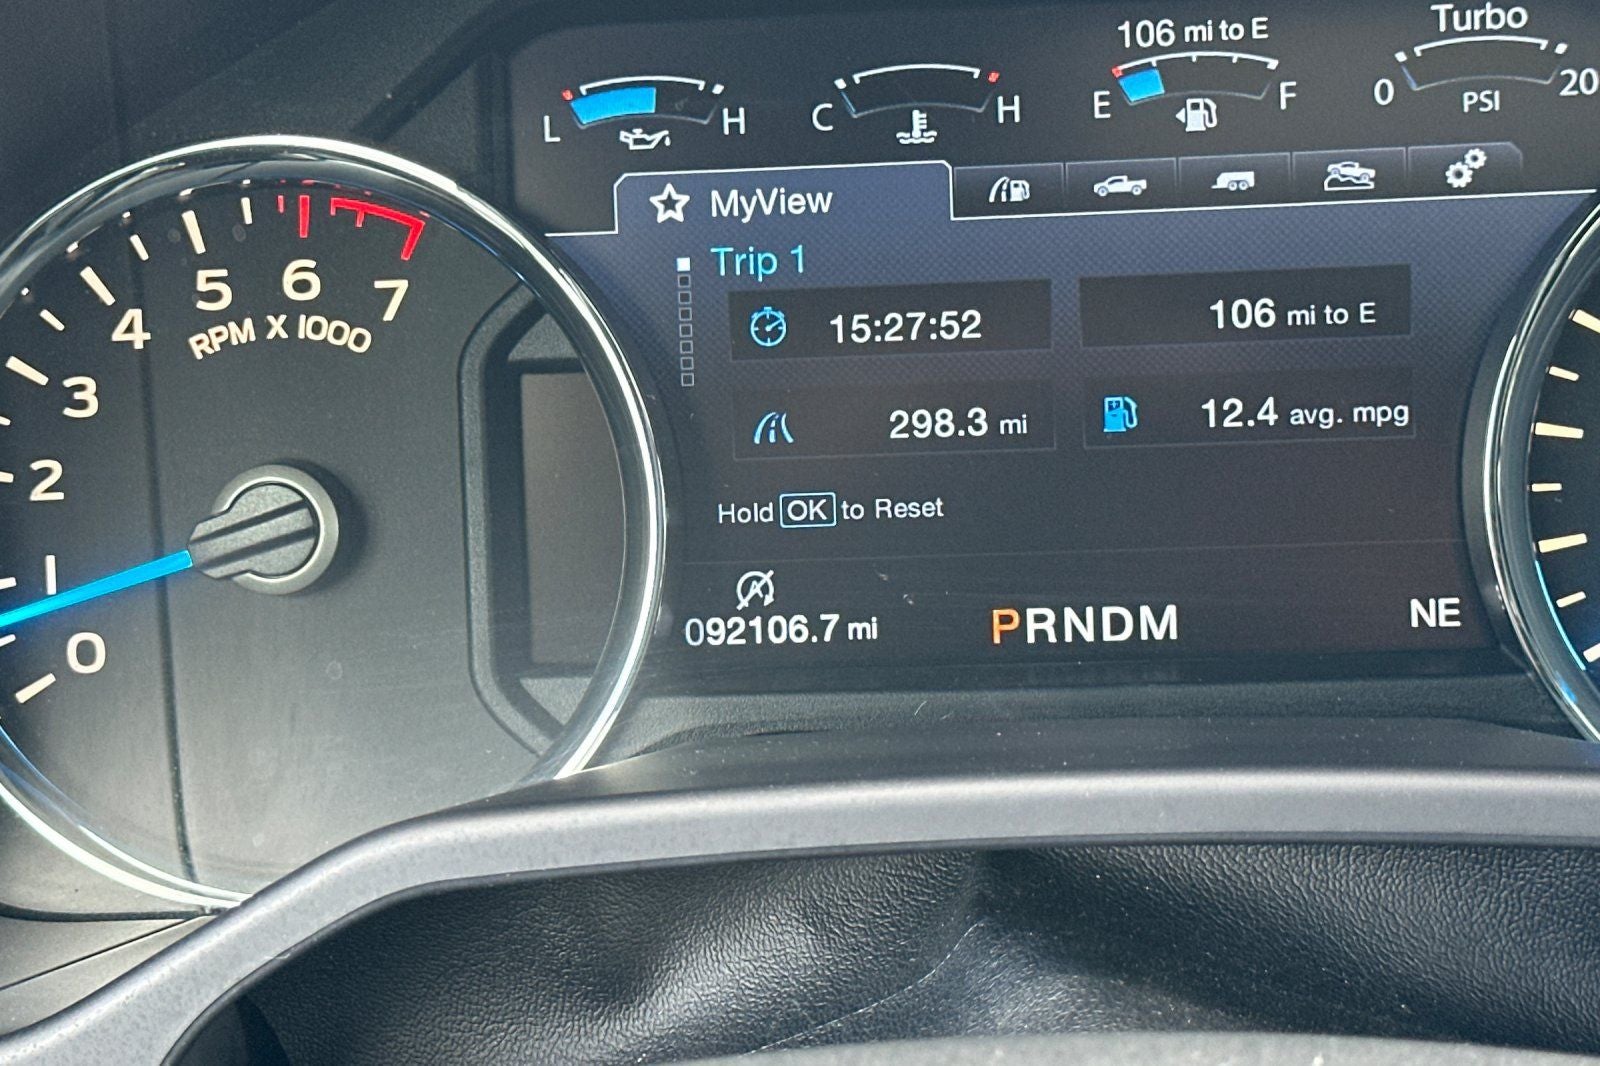 Turbo
106 mi to E
L H
C H
E F
0 PSI 20
MyView
Trip 1
15:27:52
106 mi to E
298.3 mi
12.4 avg. mpg
Hold OK to Reset
A
092106.7 mi
PRNDM
NE
0 1 2 3 4 5 6 7
RPM X 1000